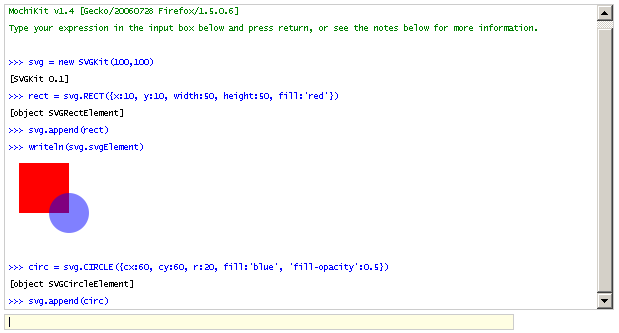 MochiKit v1.4 [Gecko/20060728 Firefox/1.5.0.6]
Type your expression in the input box below and press return, or see the notes below for more information.
>>> svg = new SVGKit(100,100)
[SVGKit 0.1]
>>> rect = svg.RECT({x:10, y:10, width:50, height:50, fill:'red'})
[object SVGRectElement]
>>> svg.append(rect)
>>> writeln(svg.svgElement)
>>> circ = svg.CIRCLE({cx:60, cy:60, r:20, fill:'blue', 'fill-opacity':0.5})
[object SVGCircleElement]
>>> svg.append(circ)